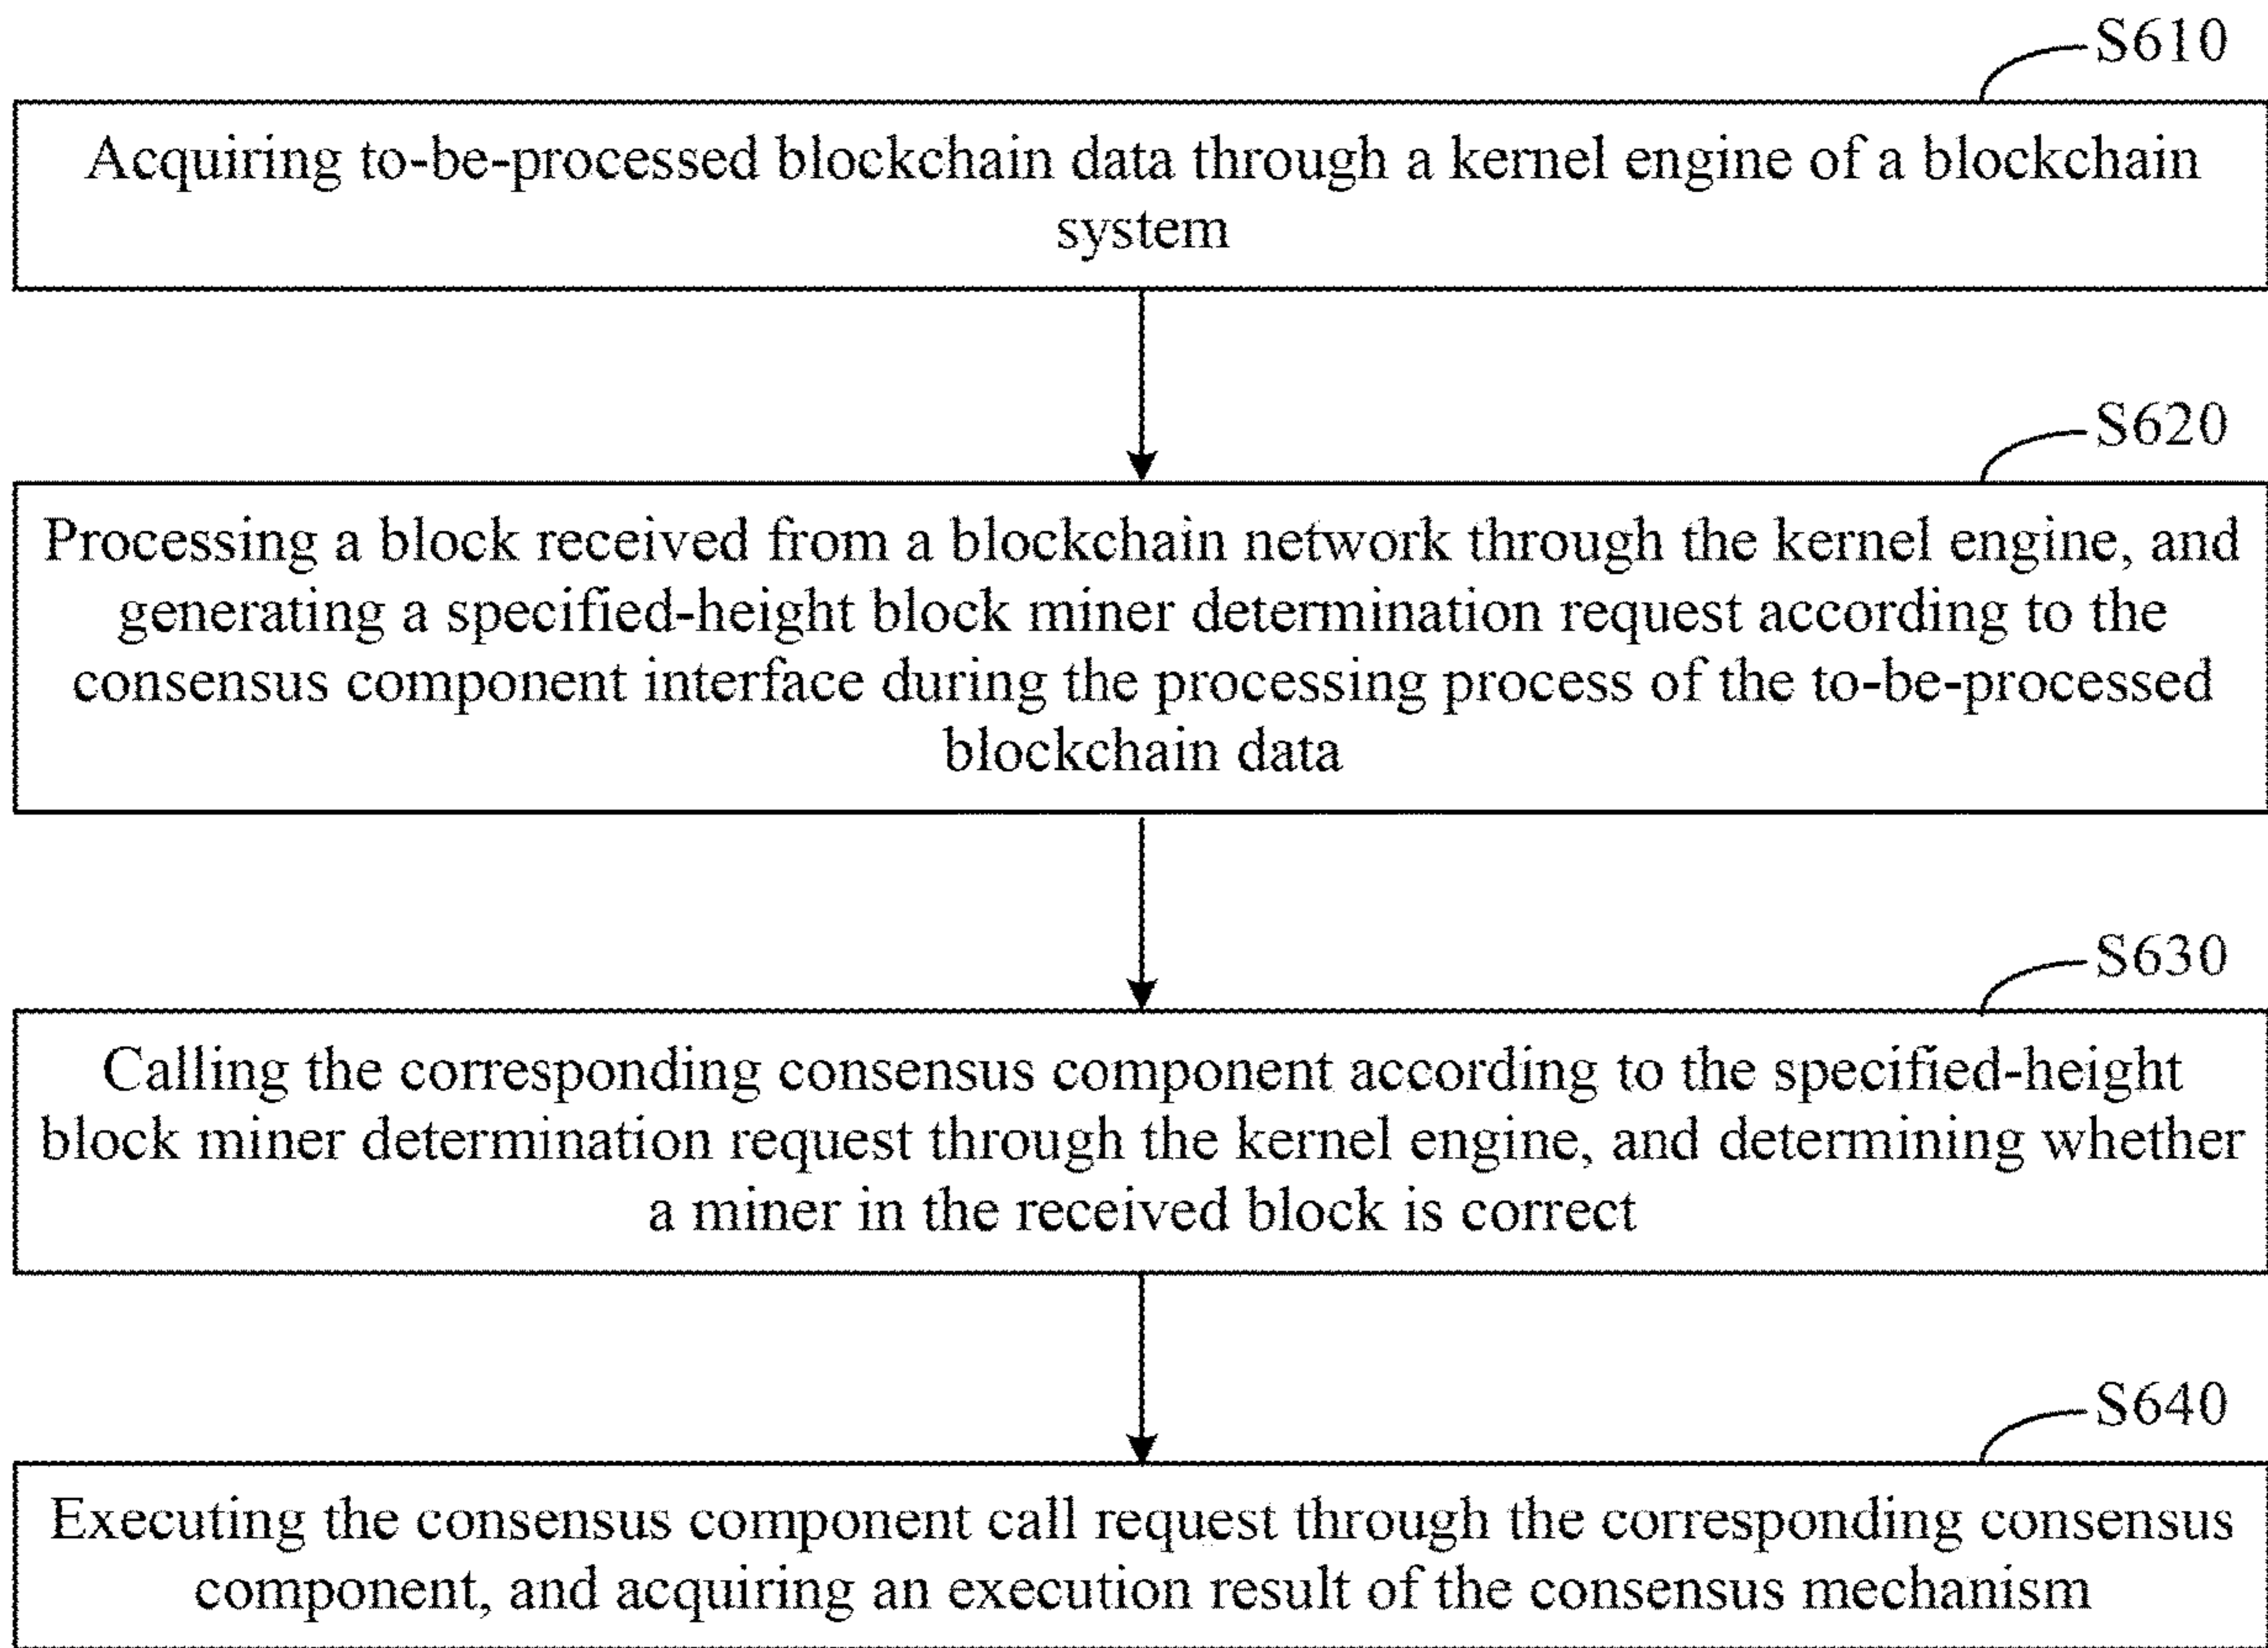 S610
Acquiring to-be-processed blockchain data through a kernel engine of a blockchain
system
S620
Processing a block received from a blockchain network through the kernel engine, and
generating a specified-height block miner determination request according to the
consensus component interface during the processing process of the to-be-processed
blockchain data
S630
Calling the corresponding consensus component according to the specified-height
block miner determination request through the kernel engine, and determining whether
a miner in the received block is correct
S640
Executing the consensus component call request through the corresponding consensus
component, and acquiring an execution result of the consensus mechanism